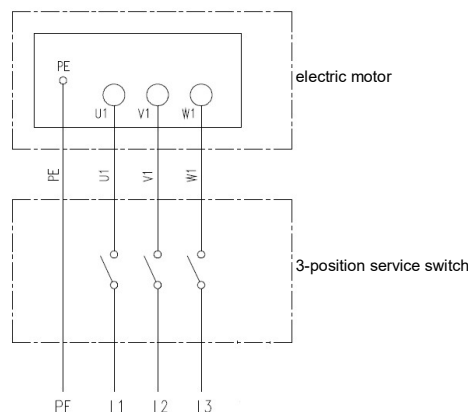 PE
electric motor
U1 V1 W1
PE U1 V1 W1
3-position service switch
PE L1 L2 L3